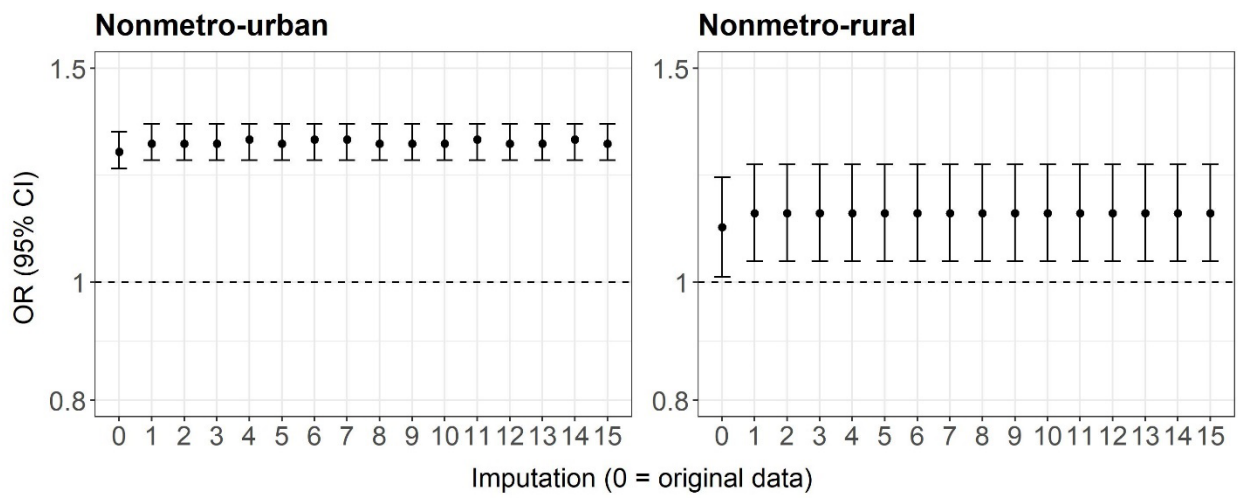 Nonmetro-urban
Nonmetro-rural
OR (95% CI)
1.5
1
0.8
0 1 2 3 4 5 6 7 8 9 10 11 12 13 14 15
1.5
1
0.8
0 1 2 3 4 5 6 7 8 9 10 11 12 13 14 15
Imputation (0 = original data)